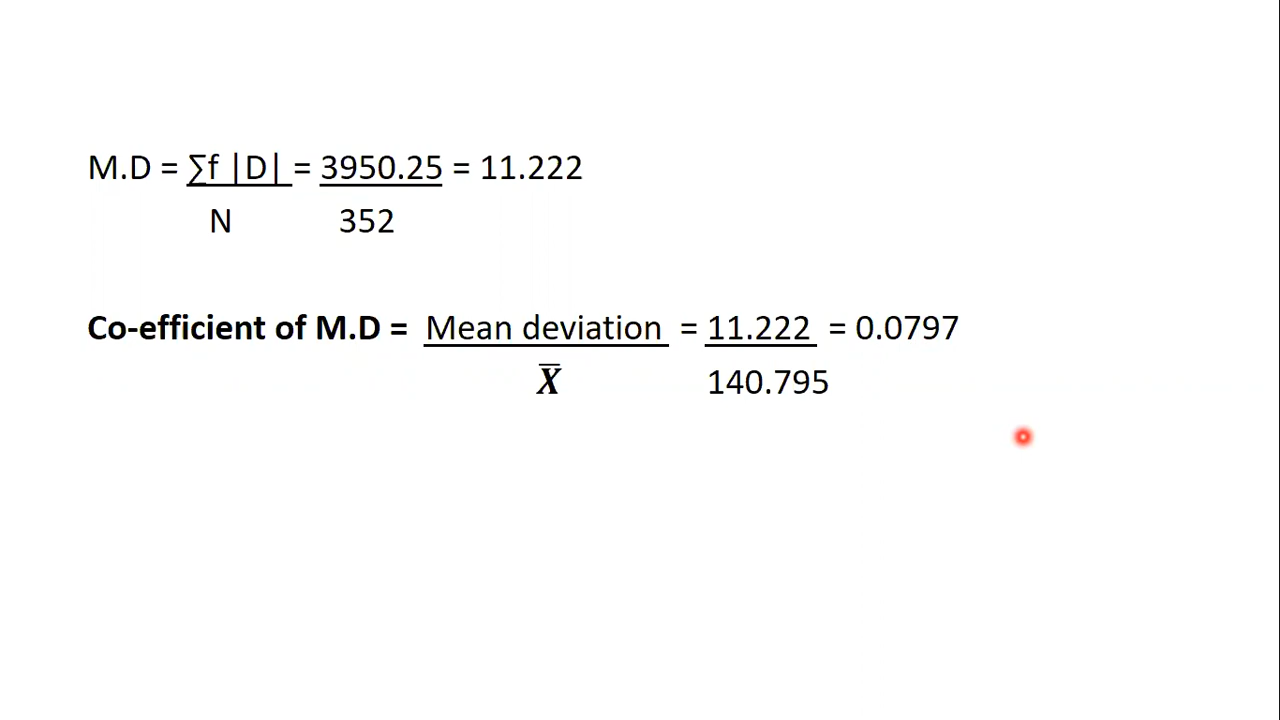 M.D = ∑f |D| = 3950.25 = 11.222
N 352
Co-efficient of M.D = Mean deviation = 11.222 = 0.0797
X̅ 140.795